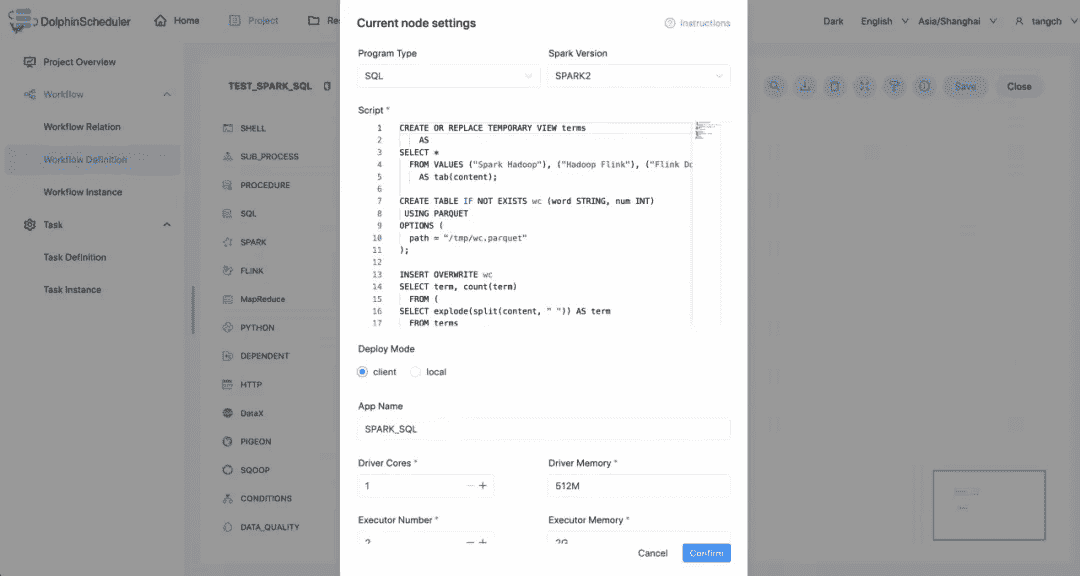 DolphinScheduler
Home
Project
Dark
English
Asia/Shanghai
tangcb
Project Overview
Workflow
Workflow Relation
Workflow Definition
Workflow Instance
Task
Task Definition
Task Instance
TEST_SPARK_SQL
Save
Close
SHELL
SUB_PROCESS
PROCEDURE
SQL
SPARK
FLINK
MapReduce
PYTHON
DEPENDENT
HTTP
DataX
PIGEON
SQOOP
CONDITIONS
DATA_QUALITY
Current node settings
Instructions
Program Type
Spark Version
SQL
SPARK2
Script *
1 CREATE OR REPLACE TEMPORARY VIEW terms
2 AS
3 SELECT *
4 FROM VALUES ("Spark Hadoop"), ("Hadoop Flink"), ("Flink
5 AS tab(content);
6
7 CREATE TABLE IF NOT EXISTS wc (word STRING, num INT)
8 USING PARQUET
9 OPTIONS (
10 path = "/tmp/wc.parquet"
11 );
12
13 INSERT OVERWRITE wc
14 SELECT term, count(term)
15 FROM (
16 SELECT explode(split(content, " ")) AS term
17 FROM terms
Deploy Mode
client
local
App Name
SPARK_SQL
Driver Cores *
Driver Memory *
1
512M
Executor Number *
Executor Memory *
2
2G
Cancel
Confirm